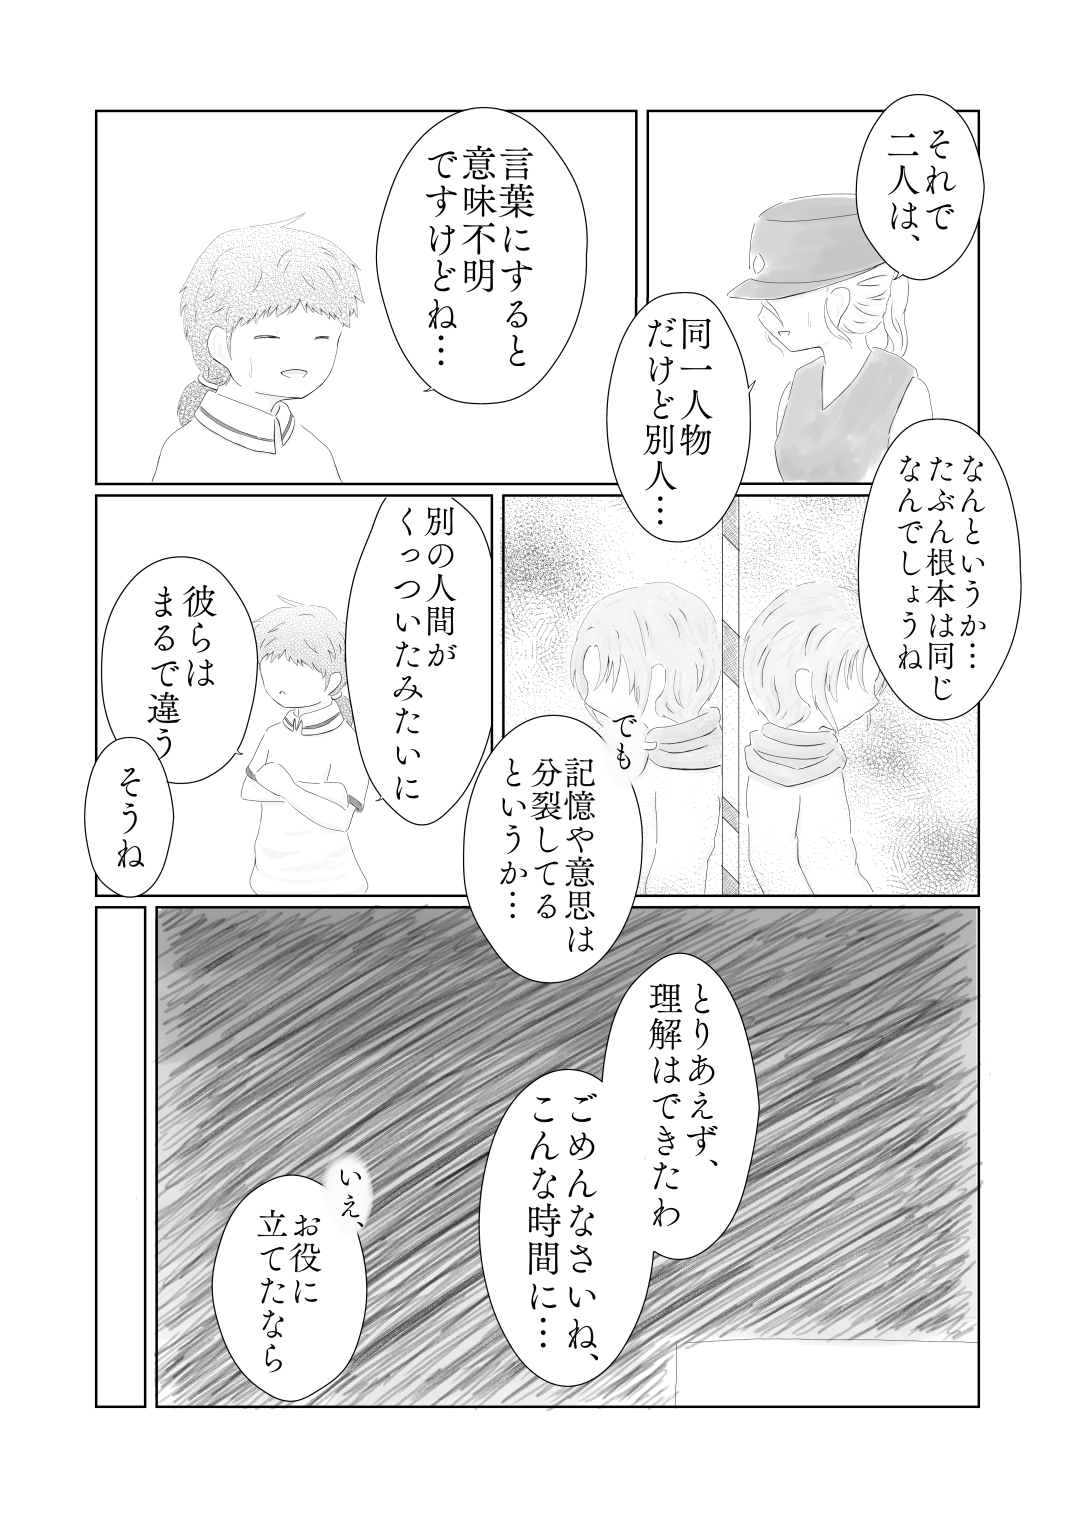 それで
二人は、
同一人物
だけど別人…
言葉にすると
意味不明
ですけどね…
なんというか…
たぶん根本は同じ
なんでしょうね
でも
記憶や意思は
分裂してる
というか…
別の人間が
くっついたみたいに
彼らは
まるで違う
そうね
とりあえず、
理解はできたわ
ごめんなさいね、
こんな時間に…
いえ、
お役に
立てたなら